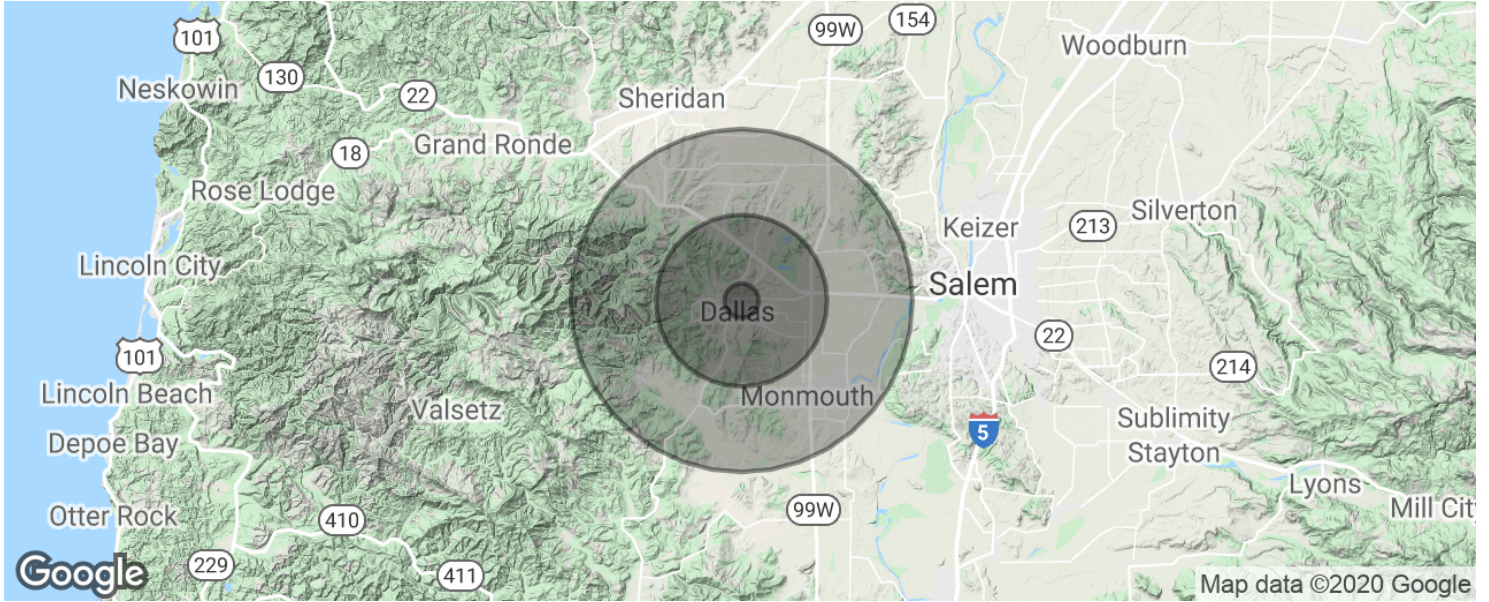 101
154
99W
Woodburn
130
Neskowin
22
Sheridan
Grand Ronde
18
Rose Lodge
Silverton
213
Keizer
Lincoln City
Salem
Dallas
22
101
214
Lincoln Beach
Monmouth
Valsetz
Sublimity
5
Depoe Bay
Stayton
Lyons
Mill City
99W
Otter Rock
410
229
411
Google
Map data ©2020 Google